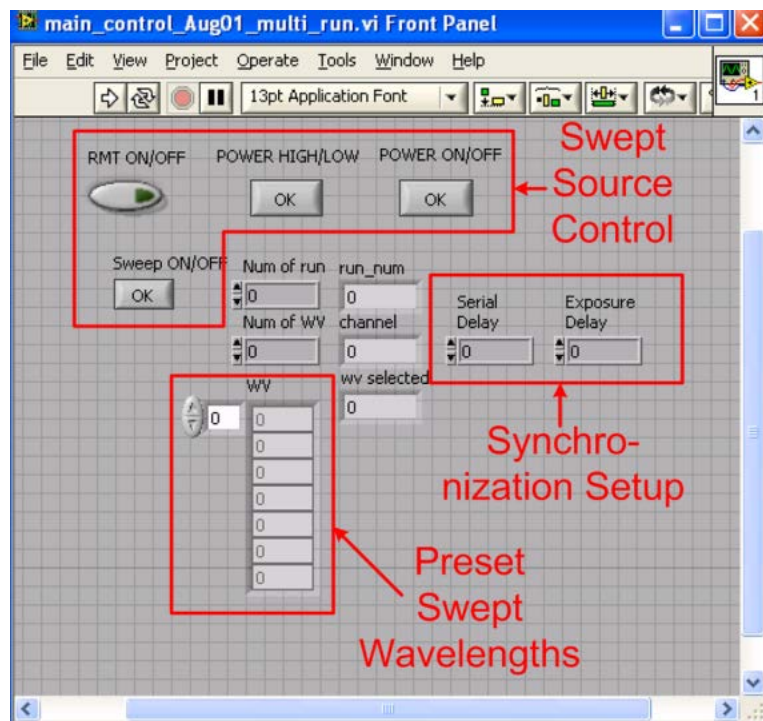 main_control_Aug01_multi_run.vi Front Panel
File Edit View Project Operate Tools Window Help
13pt Application Font
1
RMT ON/OFF POWER HIGH/LOW POWER ON/OFF
OK OK
Swept
Source
Control
Sweep ON/OFF
OK
Num of run run_num
0 0
Num of WV channel
0 0
Serial
Delay
0
Exposure
Delay
0
WV wv selected
0 0
0
0
0
0
0
0
0
Synchro-
nization Setup
Preset
Swept
Wavelengths